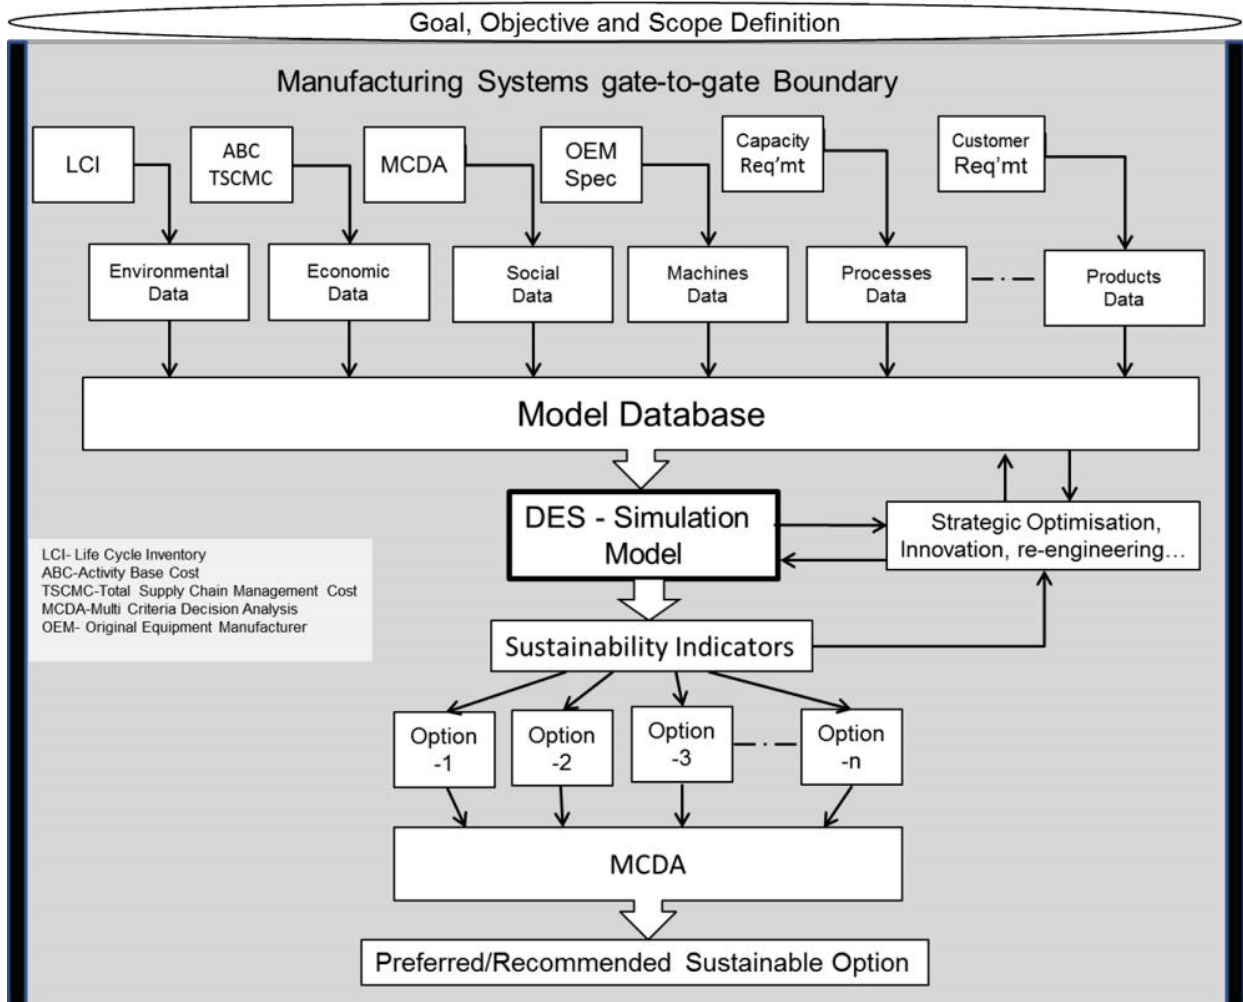 Goal, Objective and Scope Definition
Manufacturing Systems gate-to-gate Boundary
LCI
ABC
TSCMC
MCDA
OEM
Spec
Capacity
Req'mt
Customer
Req'mt
Environmental
Data
Economic
Data
Social
Data
Machines
Data
Processes
Data
Products
Data
Model Database
DES - Simulation
Model
Strategic Optimisation,
Innovation, re-engineering…
LCI- Life Cycle Inventory
ABC-Activity Base Cost
TSCMC-Total Supply Chain Management Cost
MCDA-Multi Criteria Decision Analysis
OEM- Original Equipment Manufacturer
Sustainability Indicators
Option
-1
Option
-2
Option
-3
Option
-n
MCDA
Preferred/Recommended Sustainable Option